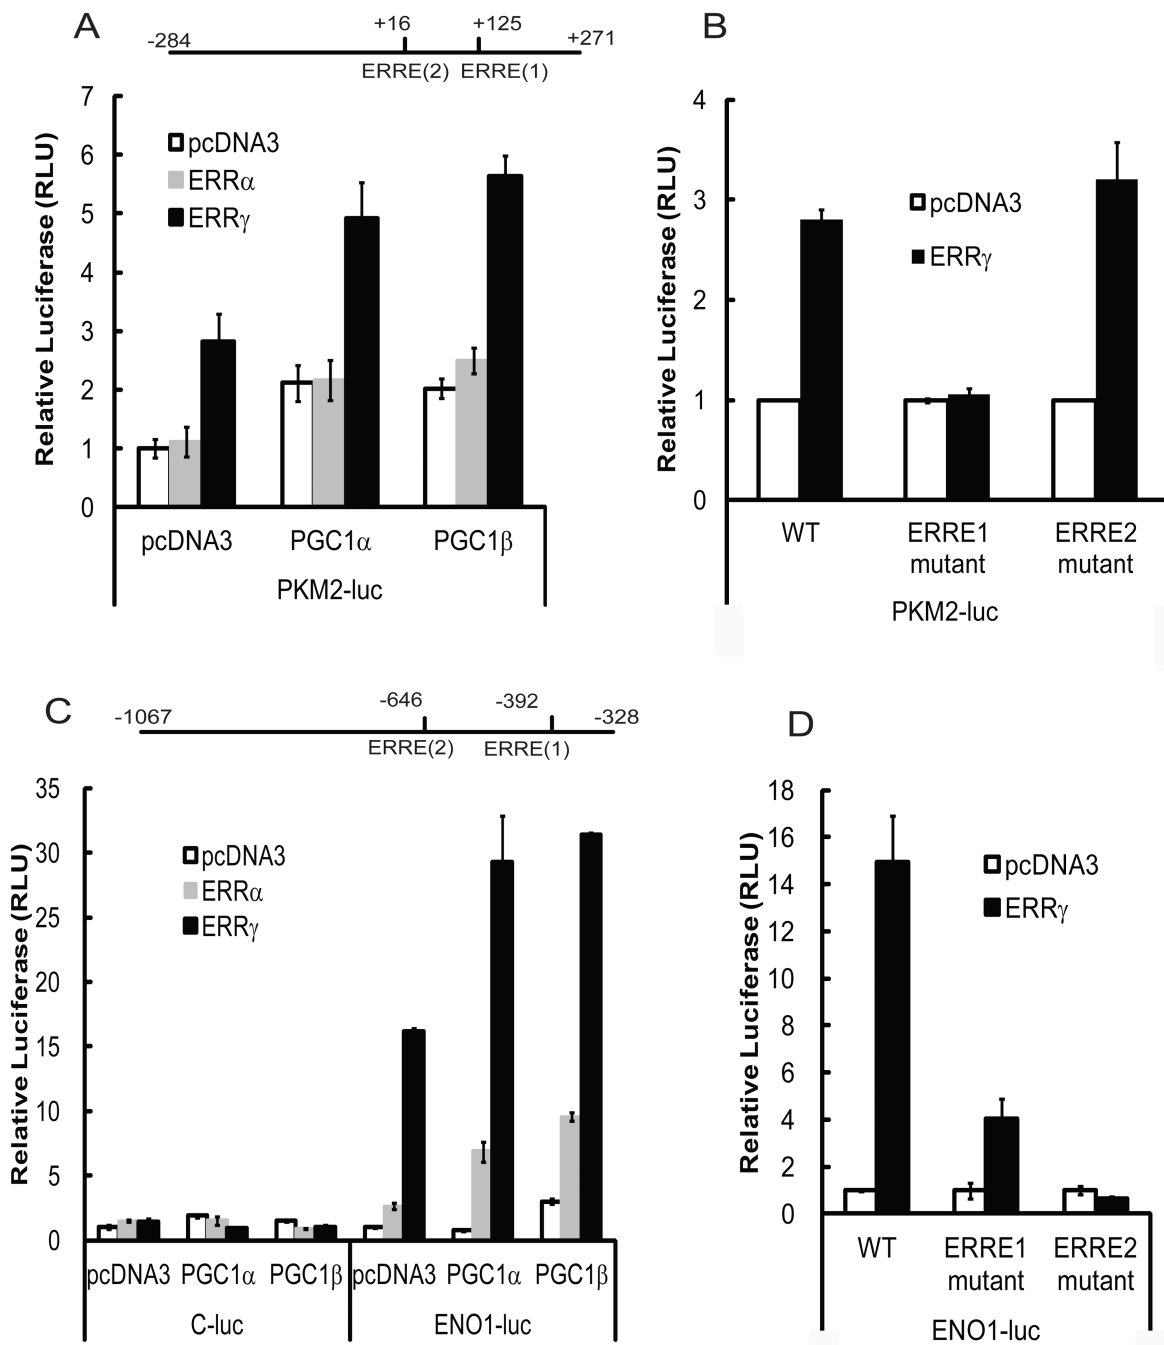 A
-284 +16 +125 +271
ERRE(2) ERRE(1)
7
6
5
4
3
2
1
0
Relative Luciferase (RLU)
pcDNA3
ERRα
ERRγ
pcDNA3 PGC1α PGC1β
PKM2-luc
B
4
3
2
1
0
Relative Luciferase (RLU)
pcDNA3
ERRγ
WT ERRE1 mutant ERRE2 mutant
PKM2-luc
C
-1067 -646 -392 -328
ERRE(2) ERRE(1)
35
30
25
20
15
10
5
0
Relative Luciferase (RLU)
pcDNA3
ERRα
ERRγ
pcDNA3 PGC1α PGC1β pcDNA3 PGC1α PGC1β
C-luc ENO1-luc
D
18
16
14
12
10
8
6
4
2
0
Relative Luciferase (RLU)
pcDNA3
ERRγ
WT ERRE1 mutant ERRE2 mutant
ENO1-luc